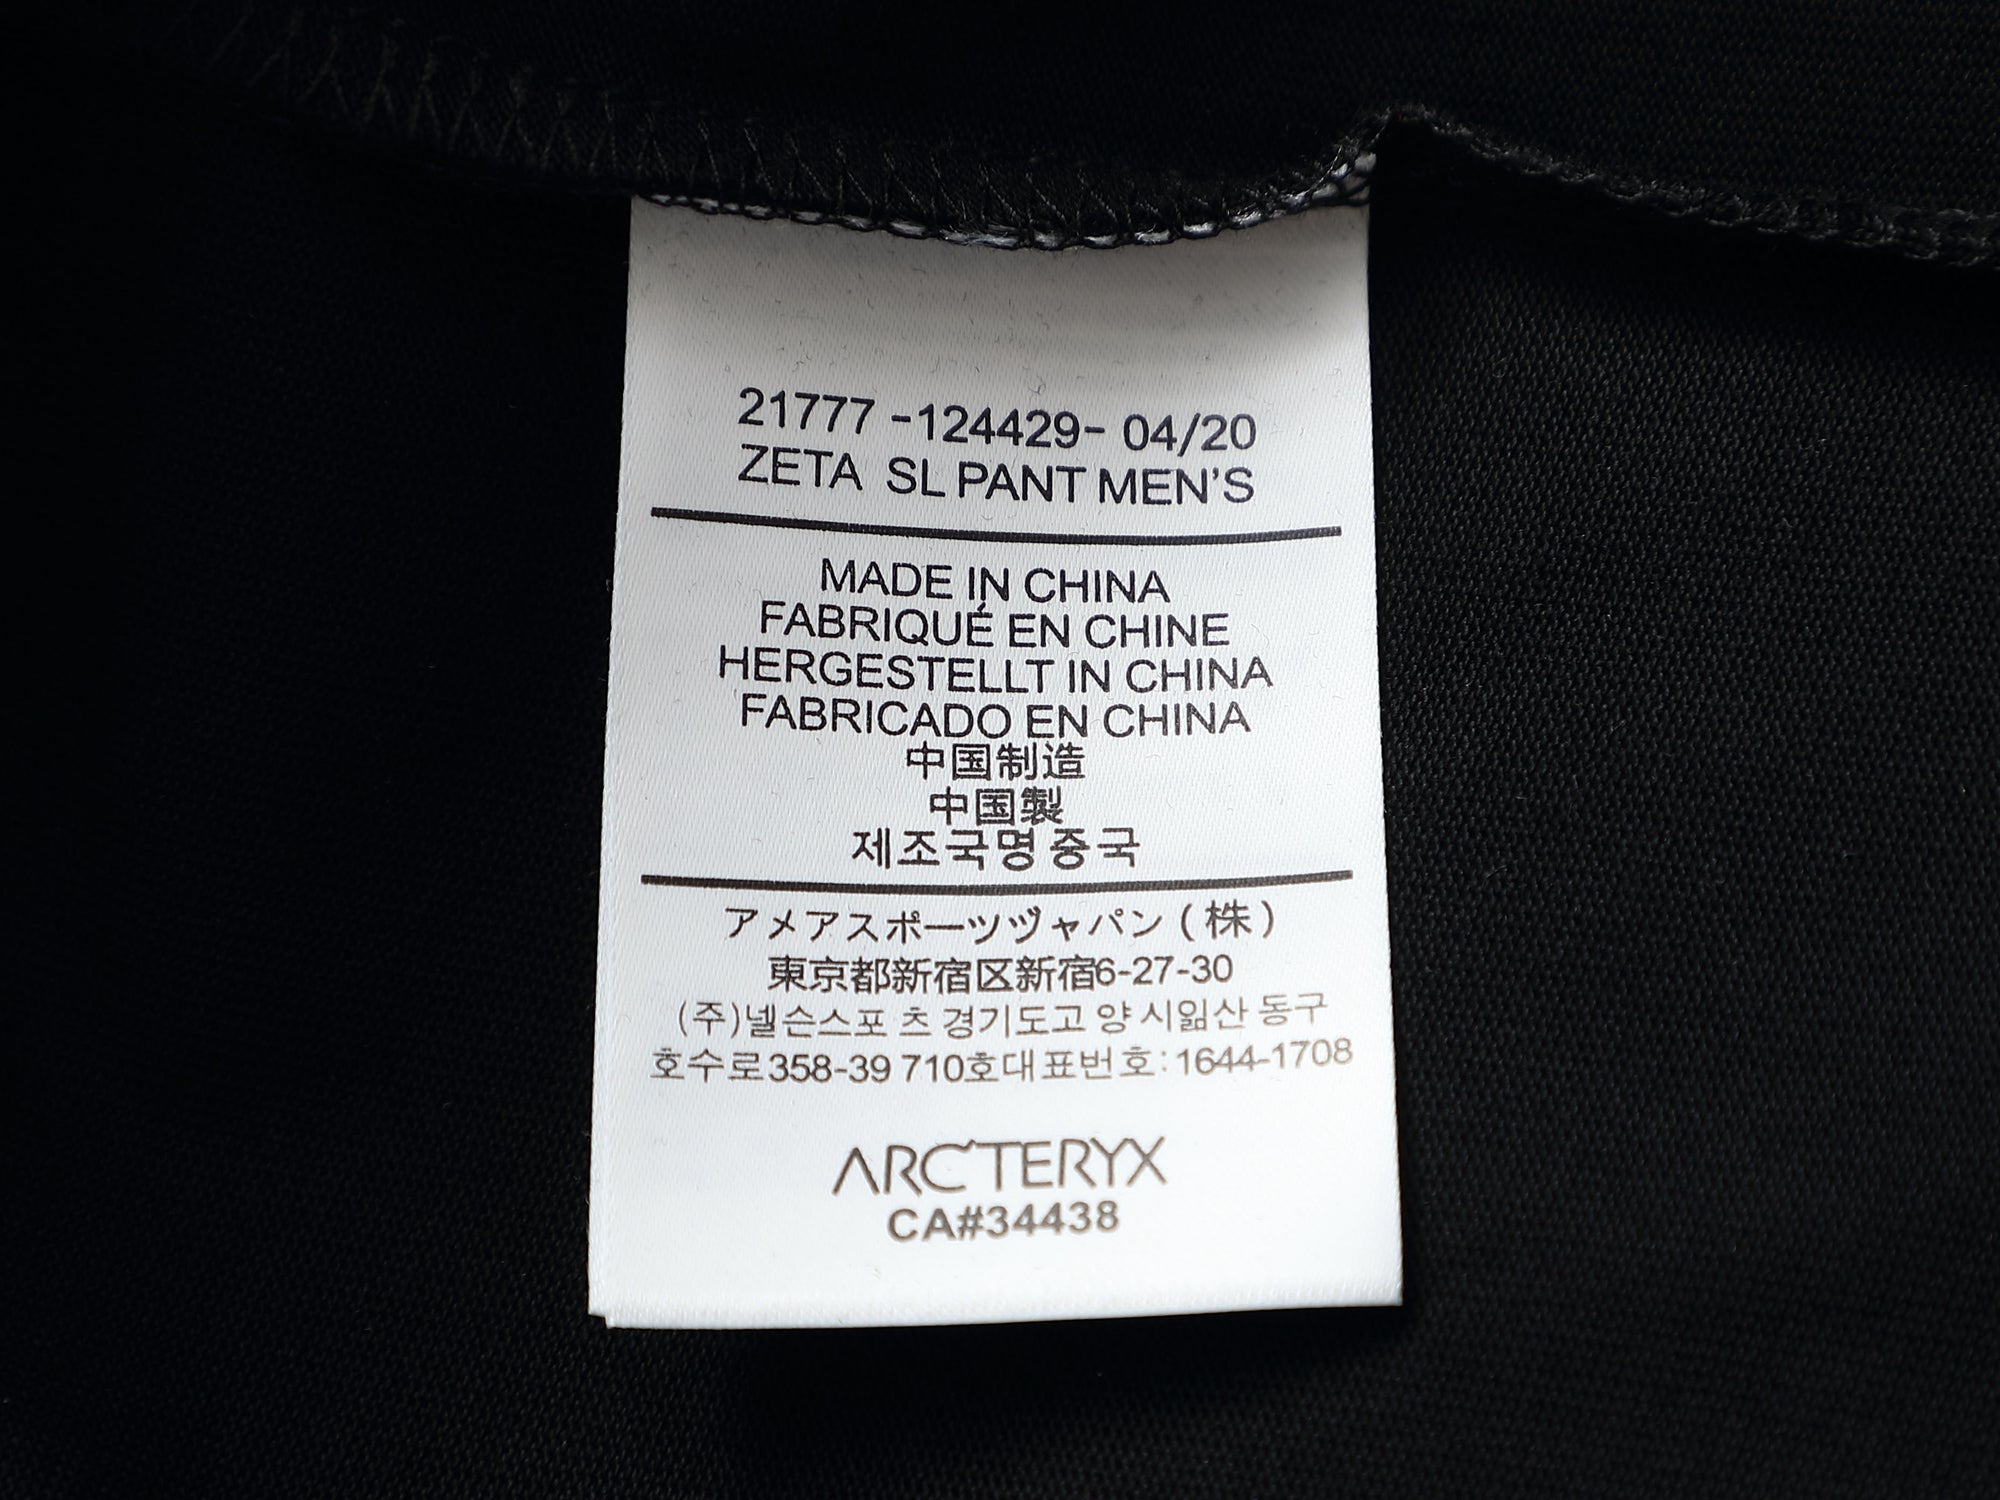 21777 -124429- 04/20
ZETA SL PANT MEN'S
MADE IN CHINA
FABRIQUÉ EN CHINE
HERGESTELLT IN CHINA
FABRICADO EN CHINA
中国制造
中国製
제조국명 중국
アメアスポーツヅャパン(株)
東京都新宿区新宿6-27-30
(주)넬슨스포 츠 경기도고 양 시읾산 동구
호수로358-39 710호대표번호: 1644-1708
ARC'TERYX
CA#34438